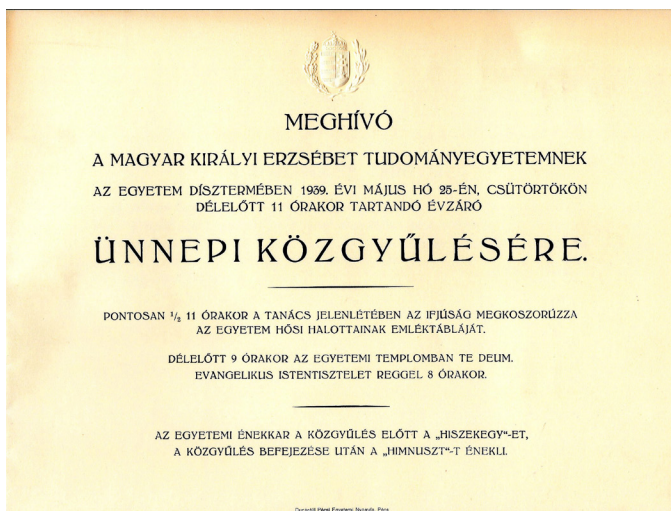 MEGHÍVÓ
A MAGYAR KIRÁLYI ERZSÉBET TUDOMÁNYEGYETEMNEK
AZ EGYETEM DÍSZTERMÉBEN 1939. ÉVI MÁJUS HÓ 25-ÉN, CSÜTÖRTÖKÖN
DÉLELŐTT 11 ÓRAKOR TARTANDÓ ÉVZÁRÓ
ÜNNEPI KÖZGYŰLÉSÉRE.
PONTOSAN 1/2 11 ÓRAKOR A TANÁCS JELENLÉTÉBEN AZ IFJÚSÁG MEGKOSZORÚZZA
AZ EGYETEM HŐSI HALOTTAINAK EMLÉKTÁBLÁJÁT.
DÉLELŐTT 9 ÓRAKOR AZ EGYETEMI TEMPLOMBAN TE DEUM.
EVANGELIKUS ISTENTISZTELET REGGEL 8 ÓRAKOR.
AZ EGYETEMI ÉNEKKAR A KÖZGYŰLÉS ELŐTT A „HISZEKEGY“-ET,
A KÖZGYŰLÉS BEFEJEZÉSE UTÁN A „HIMNUSZT“-T ÉNEKLI.
Egyetemi Nyomda, Pécs